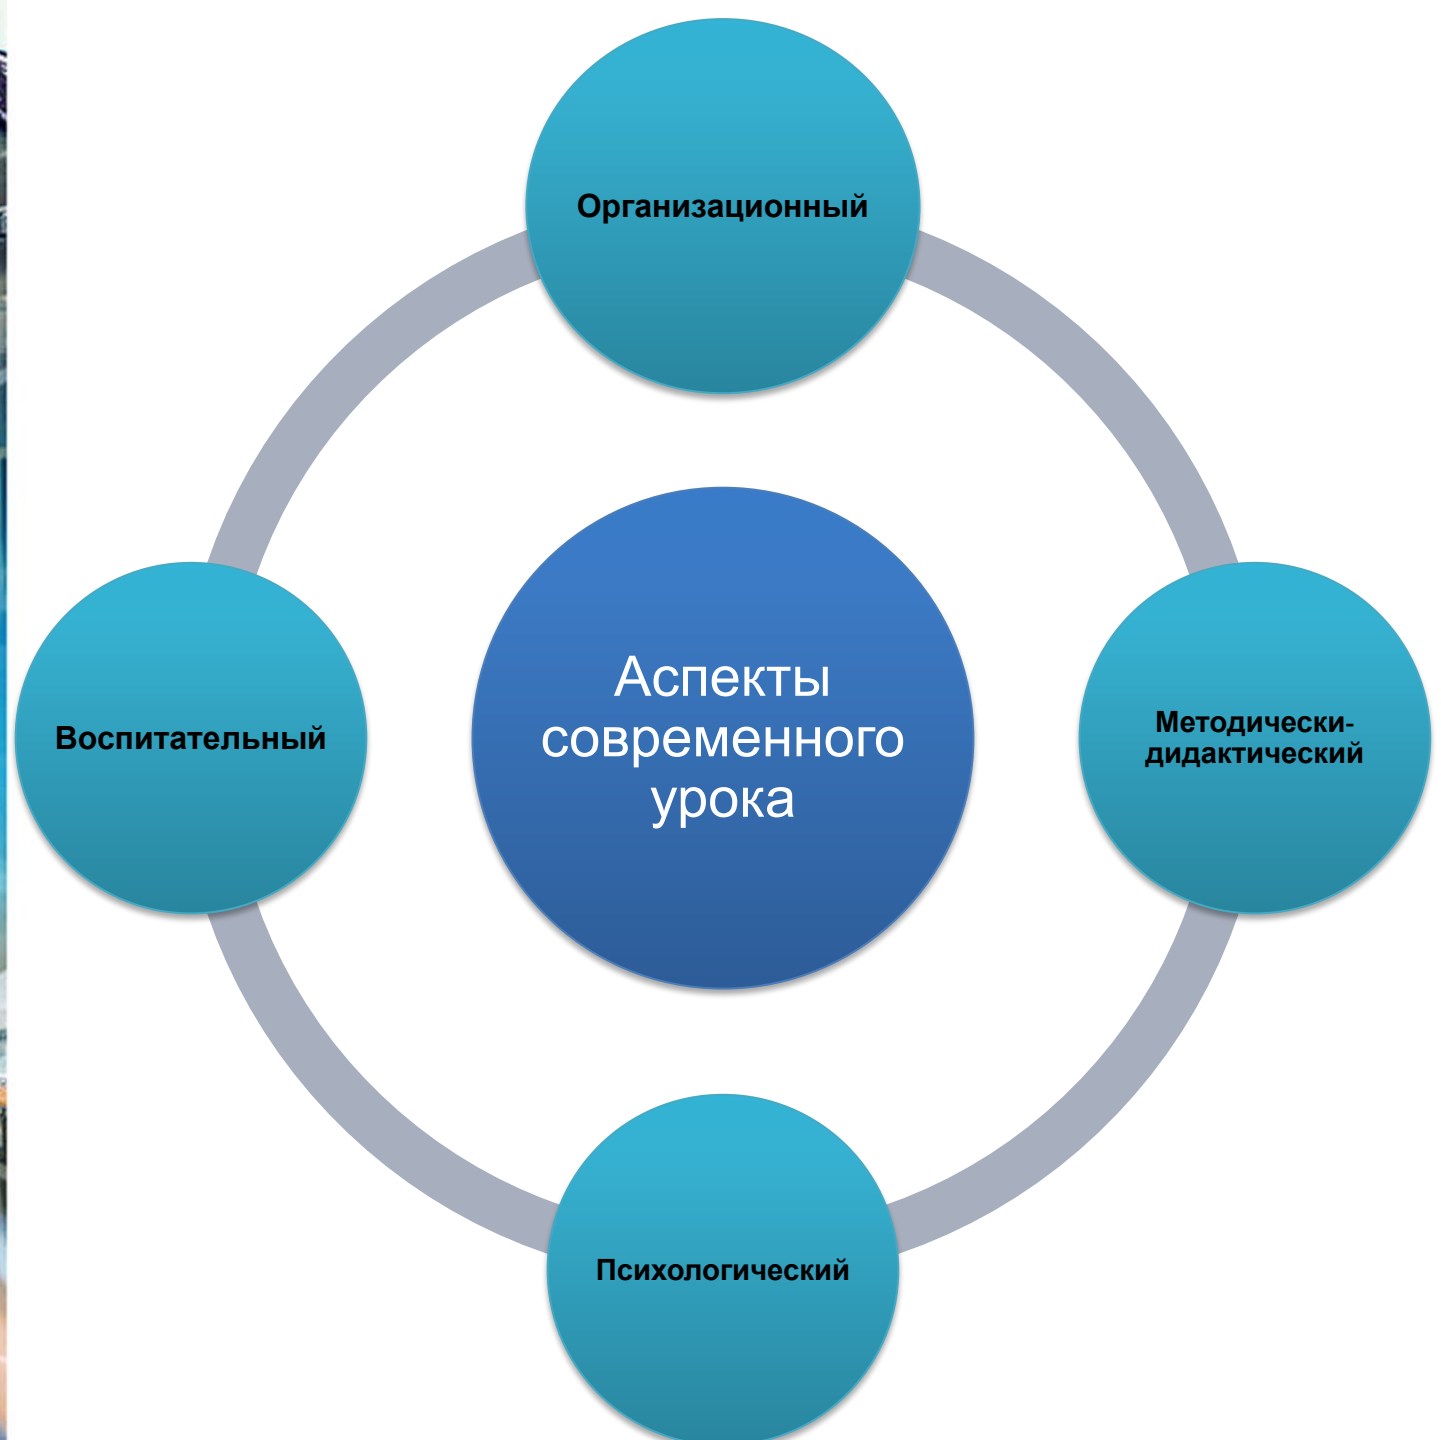 Организационный
Аспекты
современного
урока
Методически-
дидактический
Психологический
Воспитательный